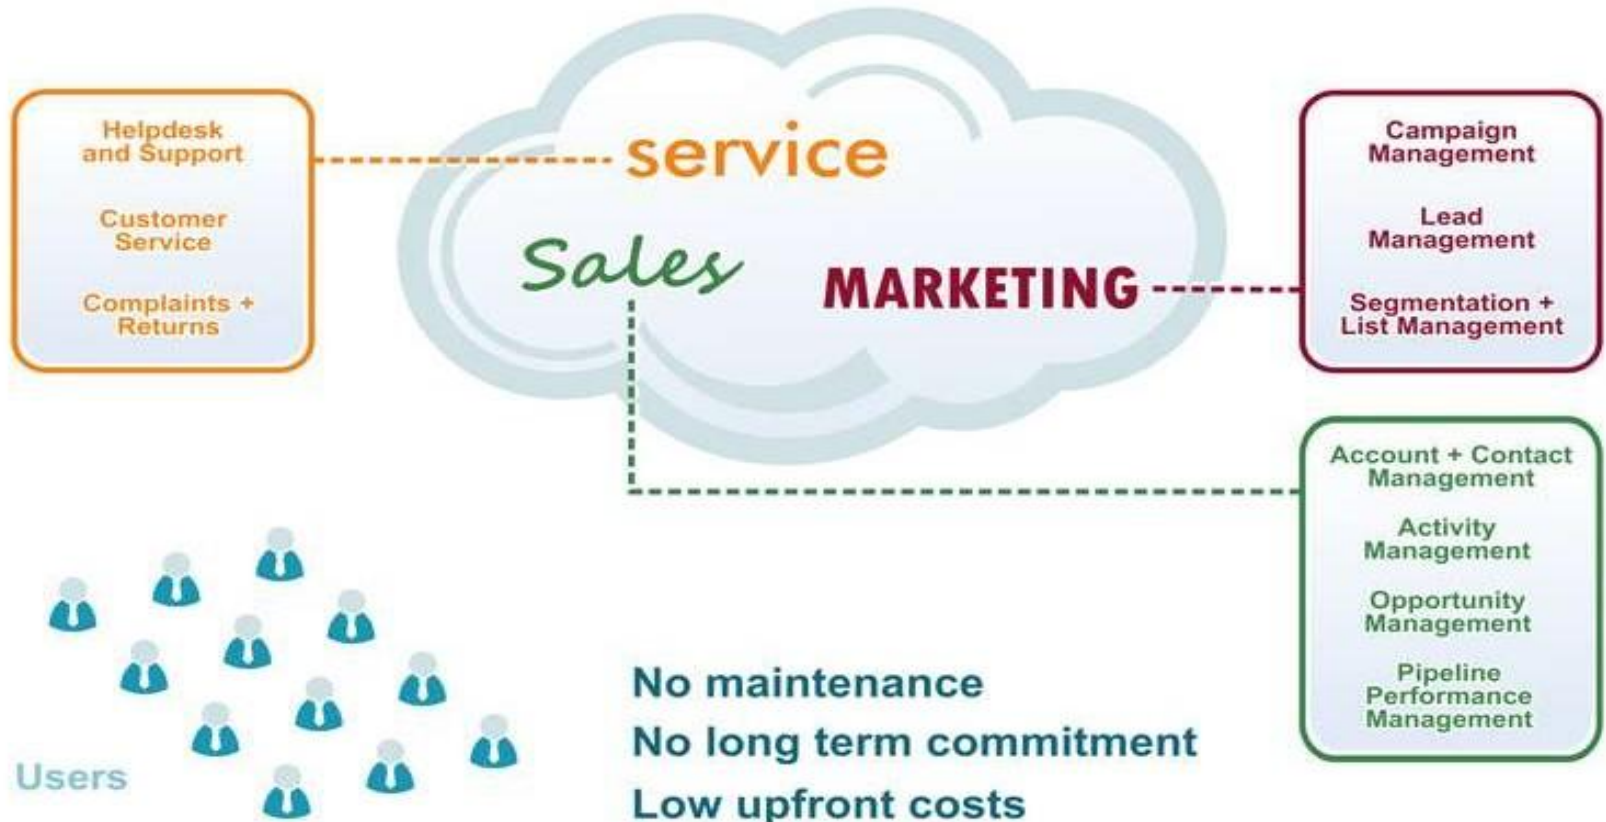 Helpdesk
and Support
Customer
Service
Complaints +
Returns
service
Sales
MARKETING
Campaign
Management
Lead
Management
Segmentation +
List Management
Account + Contact
Management
Activity
Management
Opportunity
Management
Pipeline
Performance
Management
Users
No maintenance
No long term commitment
Low upfront costs